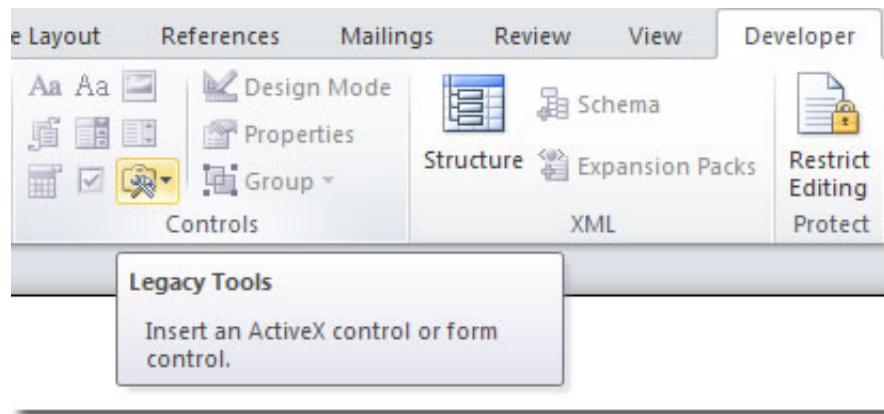 e Layout References Mailings Review View Developer
Aa Aa Design Mode
Properties
Group
Controls
Structure
Schema
Expansion Packs
XML
Restrict
Editing
Protect
Legacy Tools
Insert an ActiveX control or form
control.